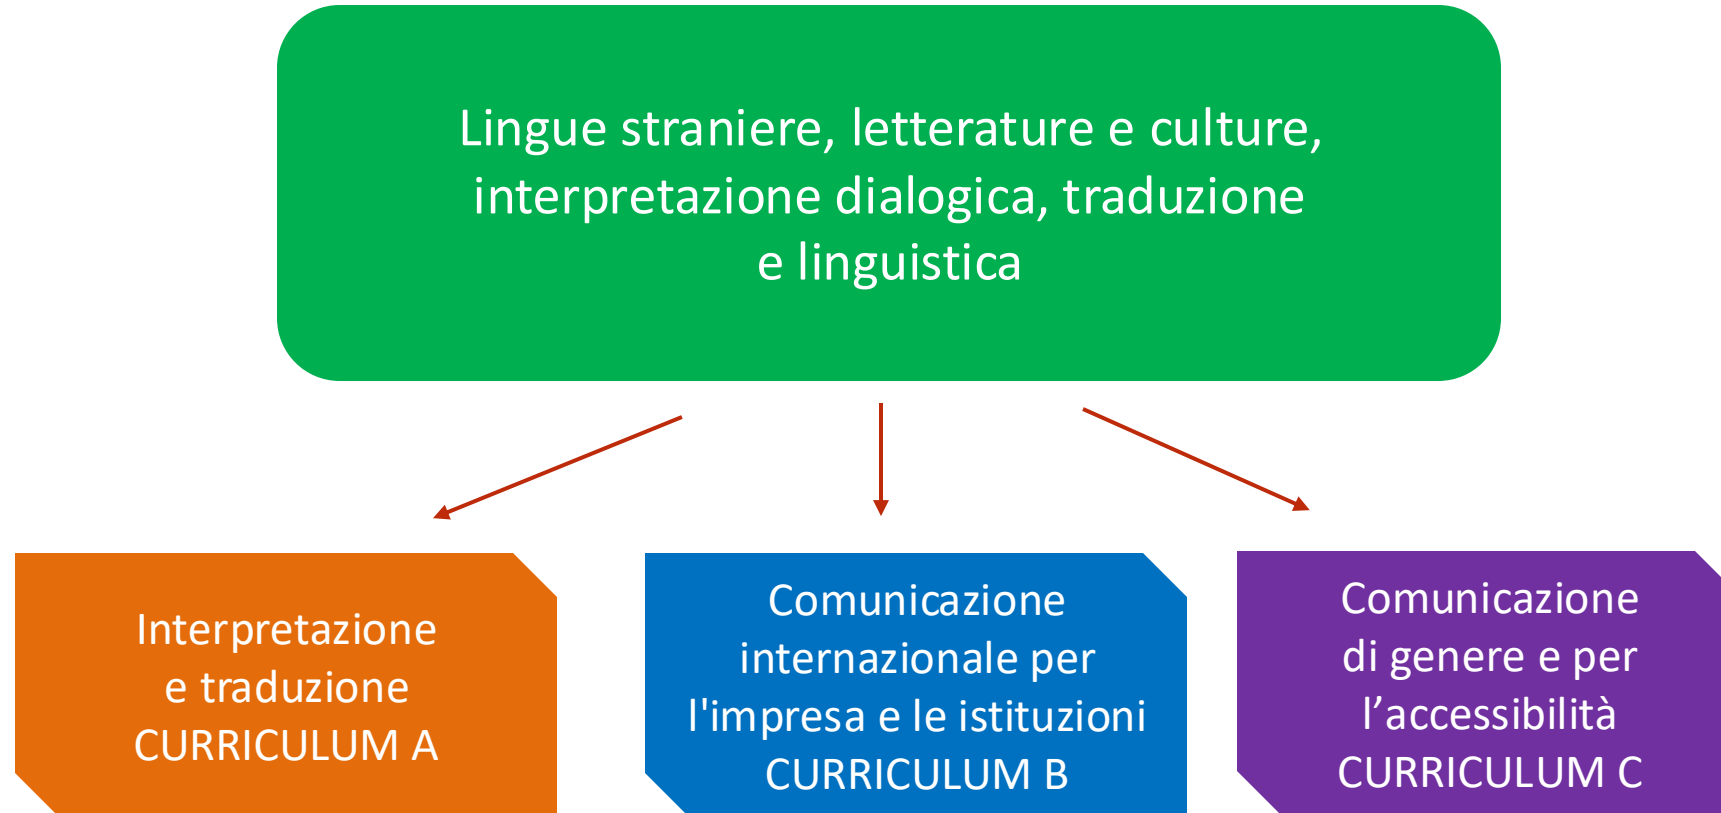 Lingue straniere, letterature e culture,
interpretazione dialogica, traduzione
e linguistica
Interpretazione
e traduzione
CURRICULUM A
Comunicazione
internazionale per
l'impresa e le istituzioni
CURRICULUM B
Comunicazione
di genere e per
l’accessibilità
CURRICULUM C